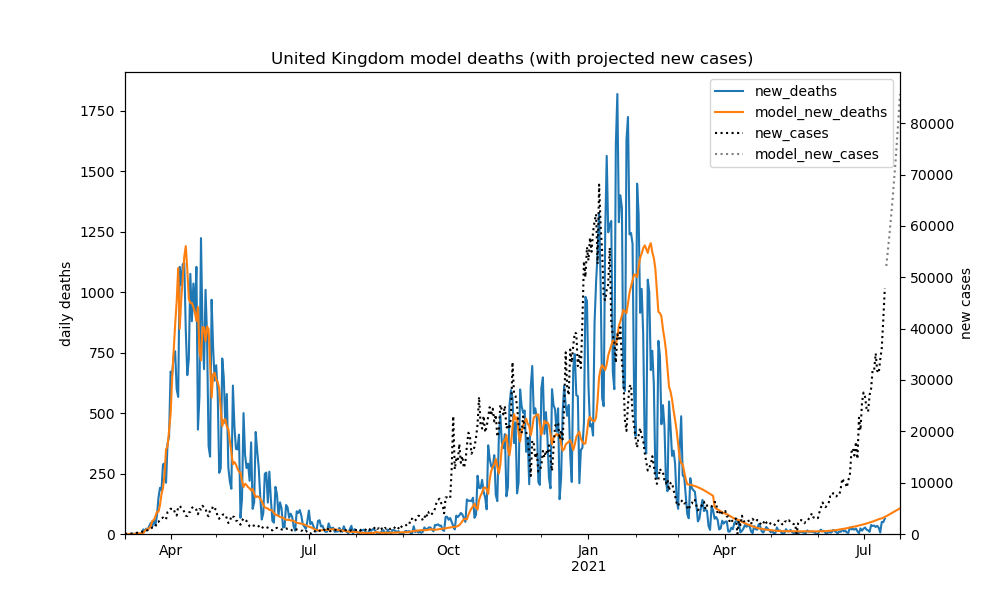 United Kingdom model deaths (with projected new cases)
new_deaths
model_new_deaths
new_cases
model_new_cases
daily deaths
1750
1500
1250
1000
750
500
250
0
80000
70000
60000
50000
40000
30000
20000
10000
0
new cases
Apr
Jul
Oct
Jan
2021
Apr
Jul